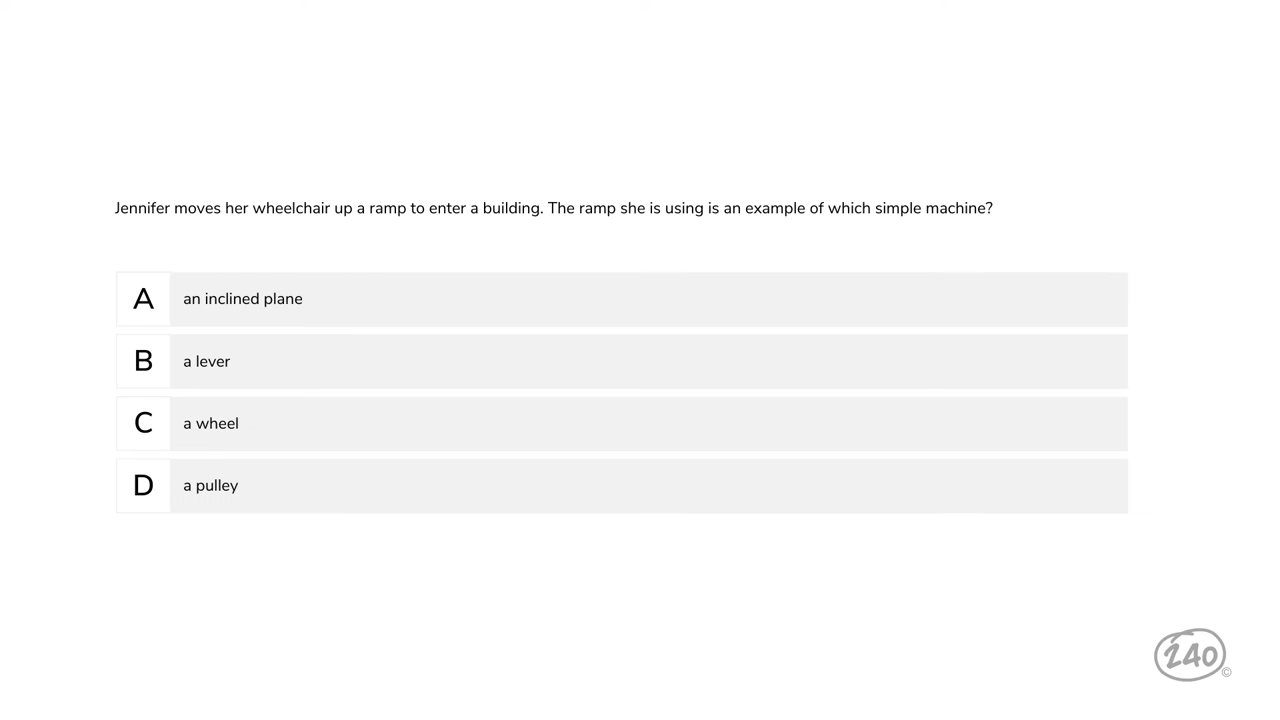 Jennifer moves her wheelchair up a ramp to enter a building. The ramp she is using is an example of which simple machine?
A an inclined plane
B a lever
C a wheel
D a pulley
240
©